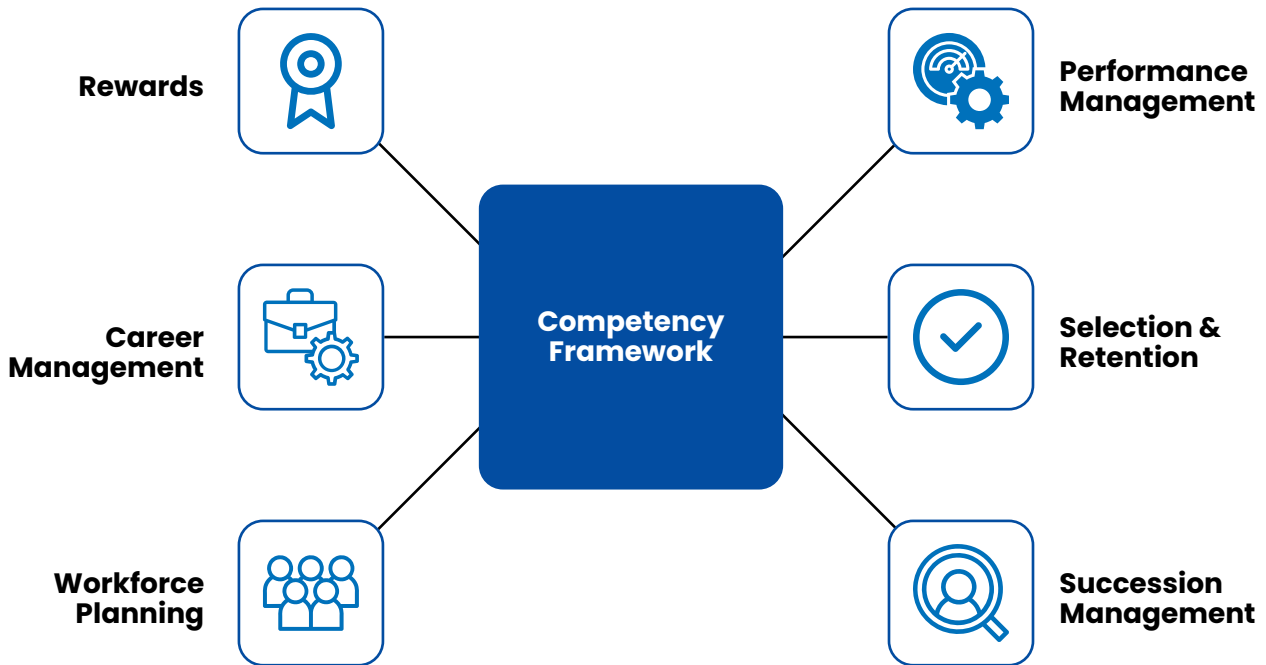 Rewards
Performance
Management
Competency
Framework
Career
Management
Selection &
Retention
Workforce
Planning
Succession
Management